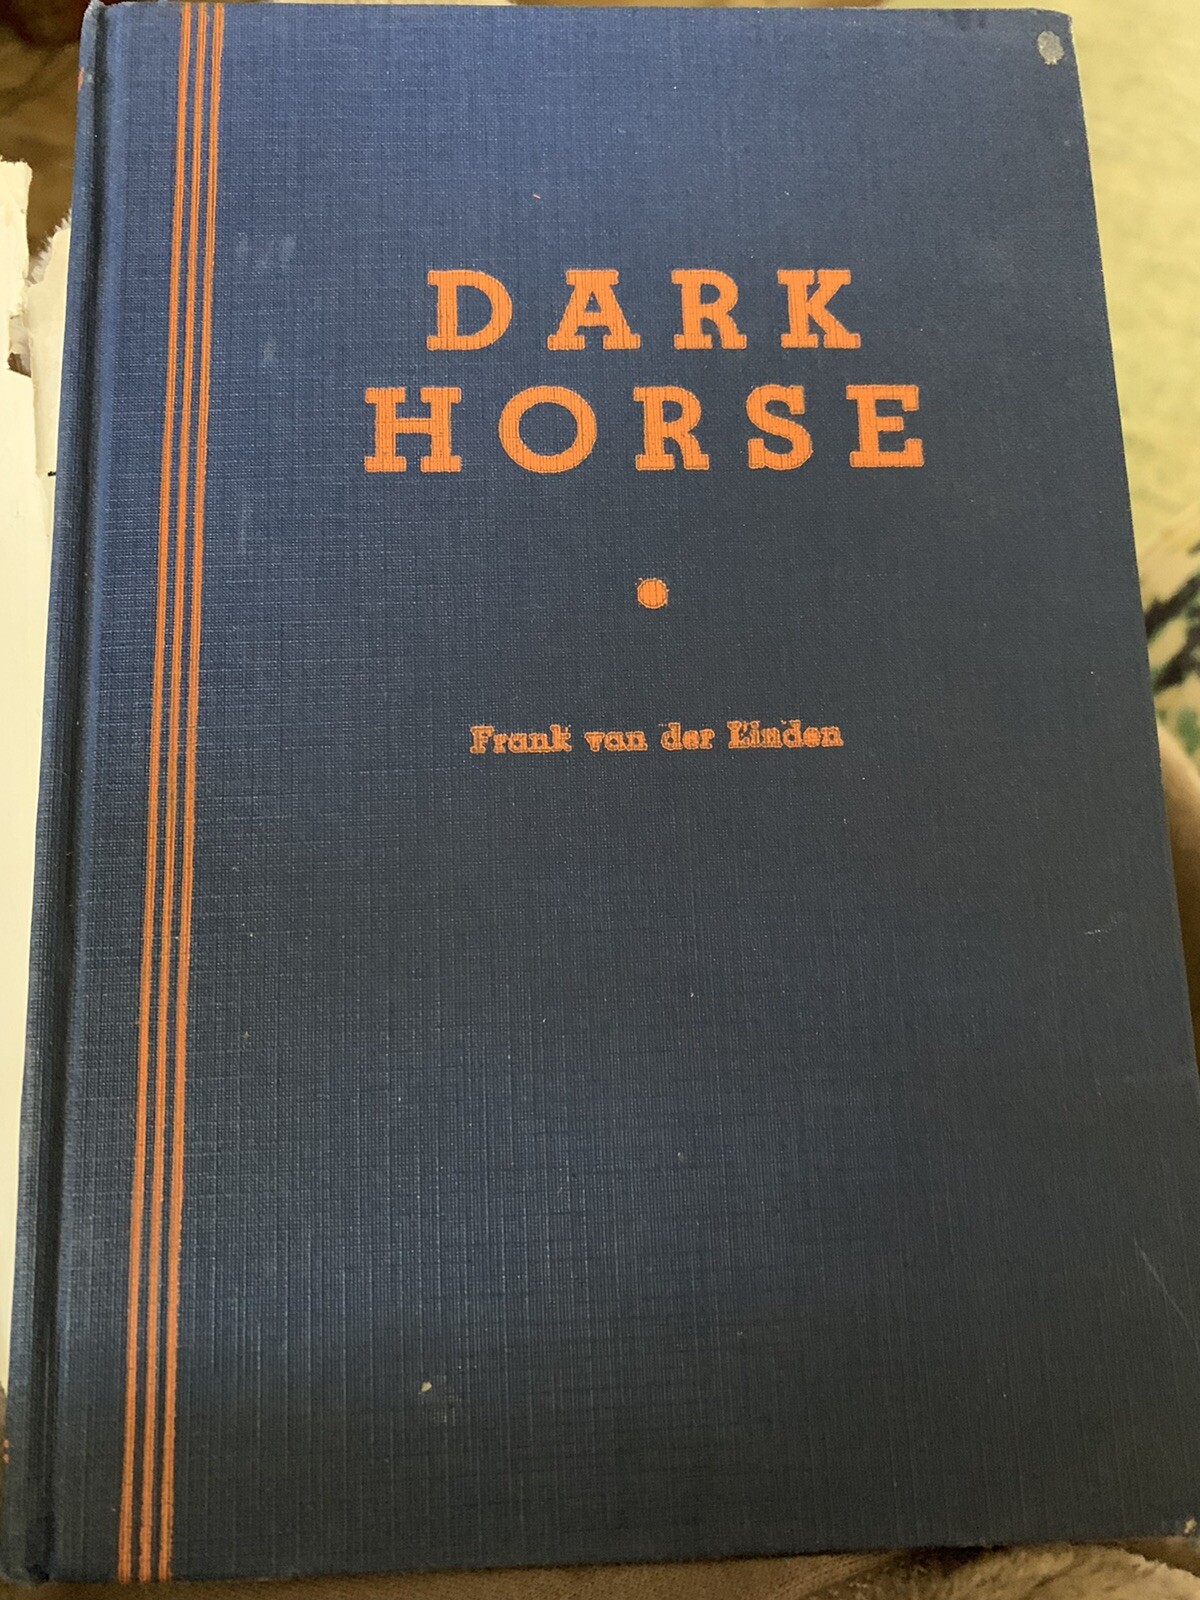 DARK
HORSE
Frank van der Linden